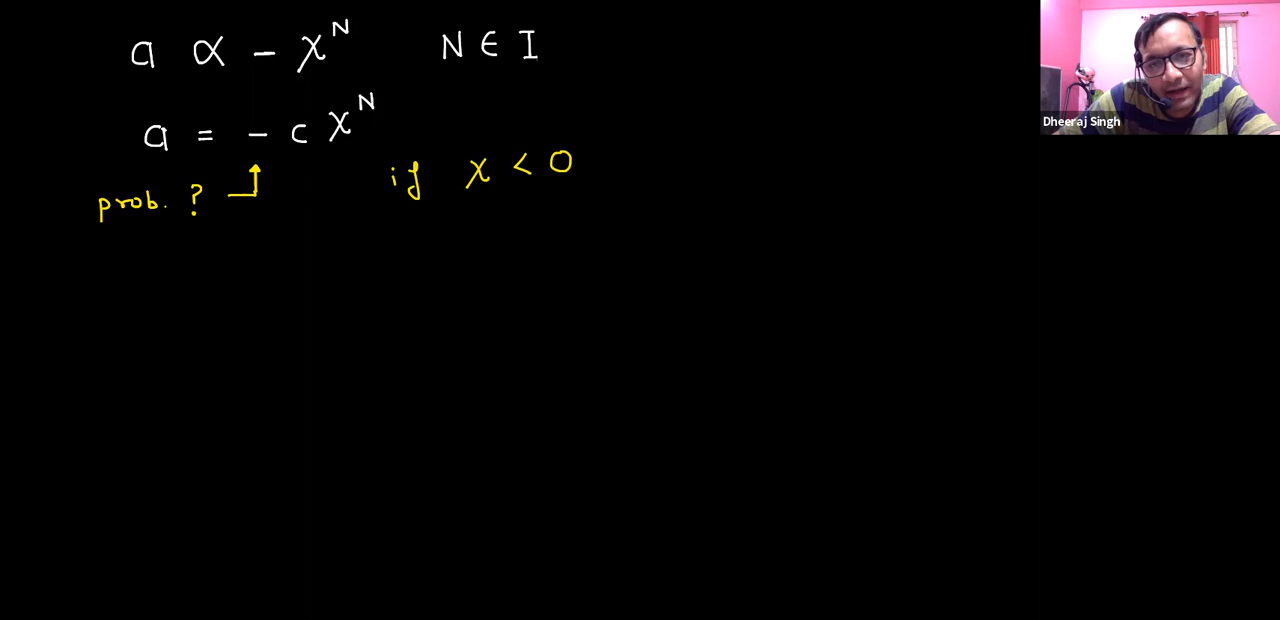 a α - x^N N ∈ I
a = - c x^N
prob. ? if x < 0
Dheeraj Singh